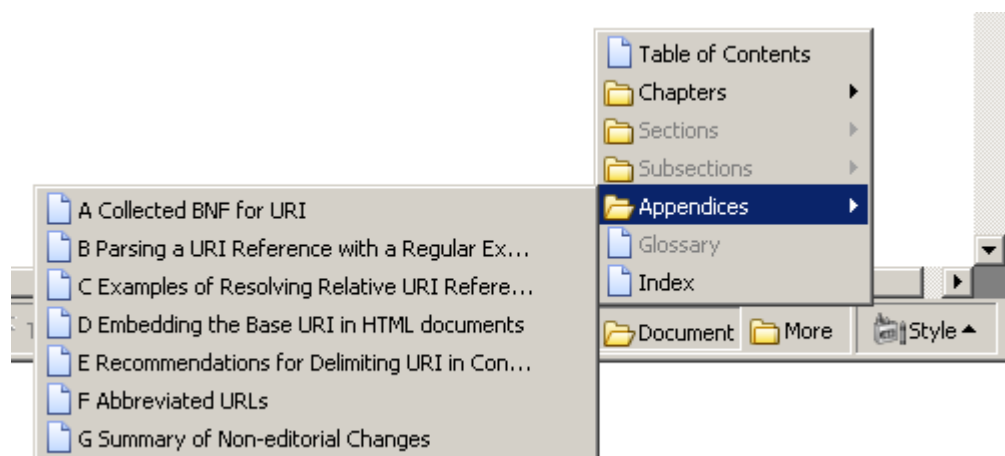 Table of Contents
Chapters
Sections
Subsections
Appendices
Glossary
Index
A Collected BNF for URI
B Parsing a URI Reference with a Regular Ex...
C Examples of Resolving Relative URI Refere...
D Embedding the Base URI in HTML documents
E Recommendations for Delimiting URI in Con...
F Abbreviated URLs
G Summary of Non-editorial Changes
Document More Style